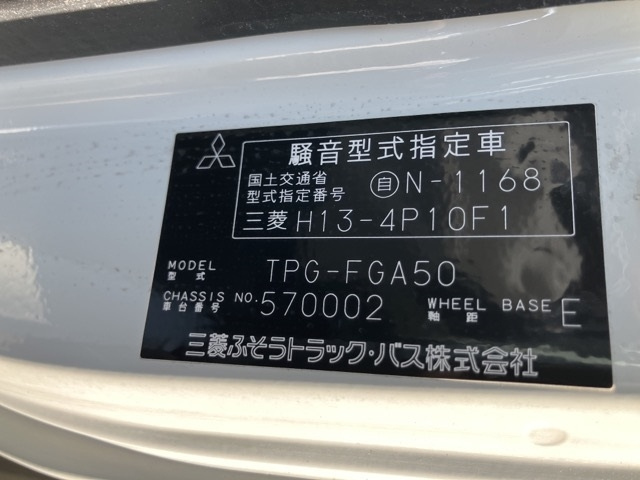 騒音型式指定車
国土交通省
型式指定番号 自N-1168
三菱 H13-4P10F1
MODEL
型式 TPG-FGA50
CHASSIS NO. 570002 WHEEL BASE E
車台番号 軸距
三菱ふそうトラック・バス株式会社